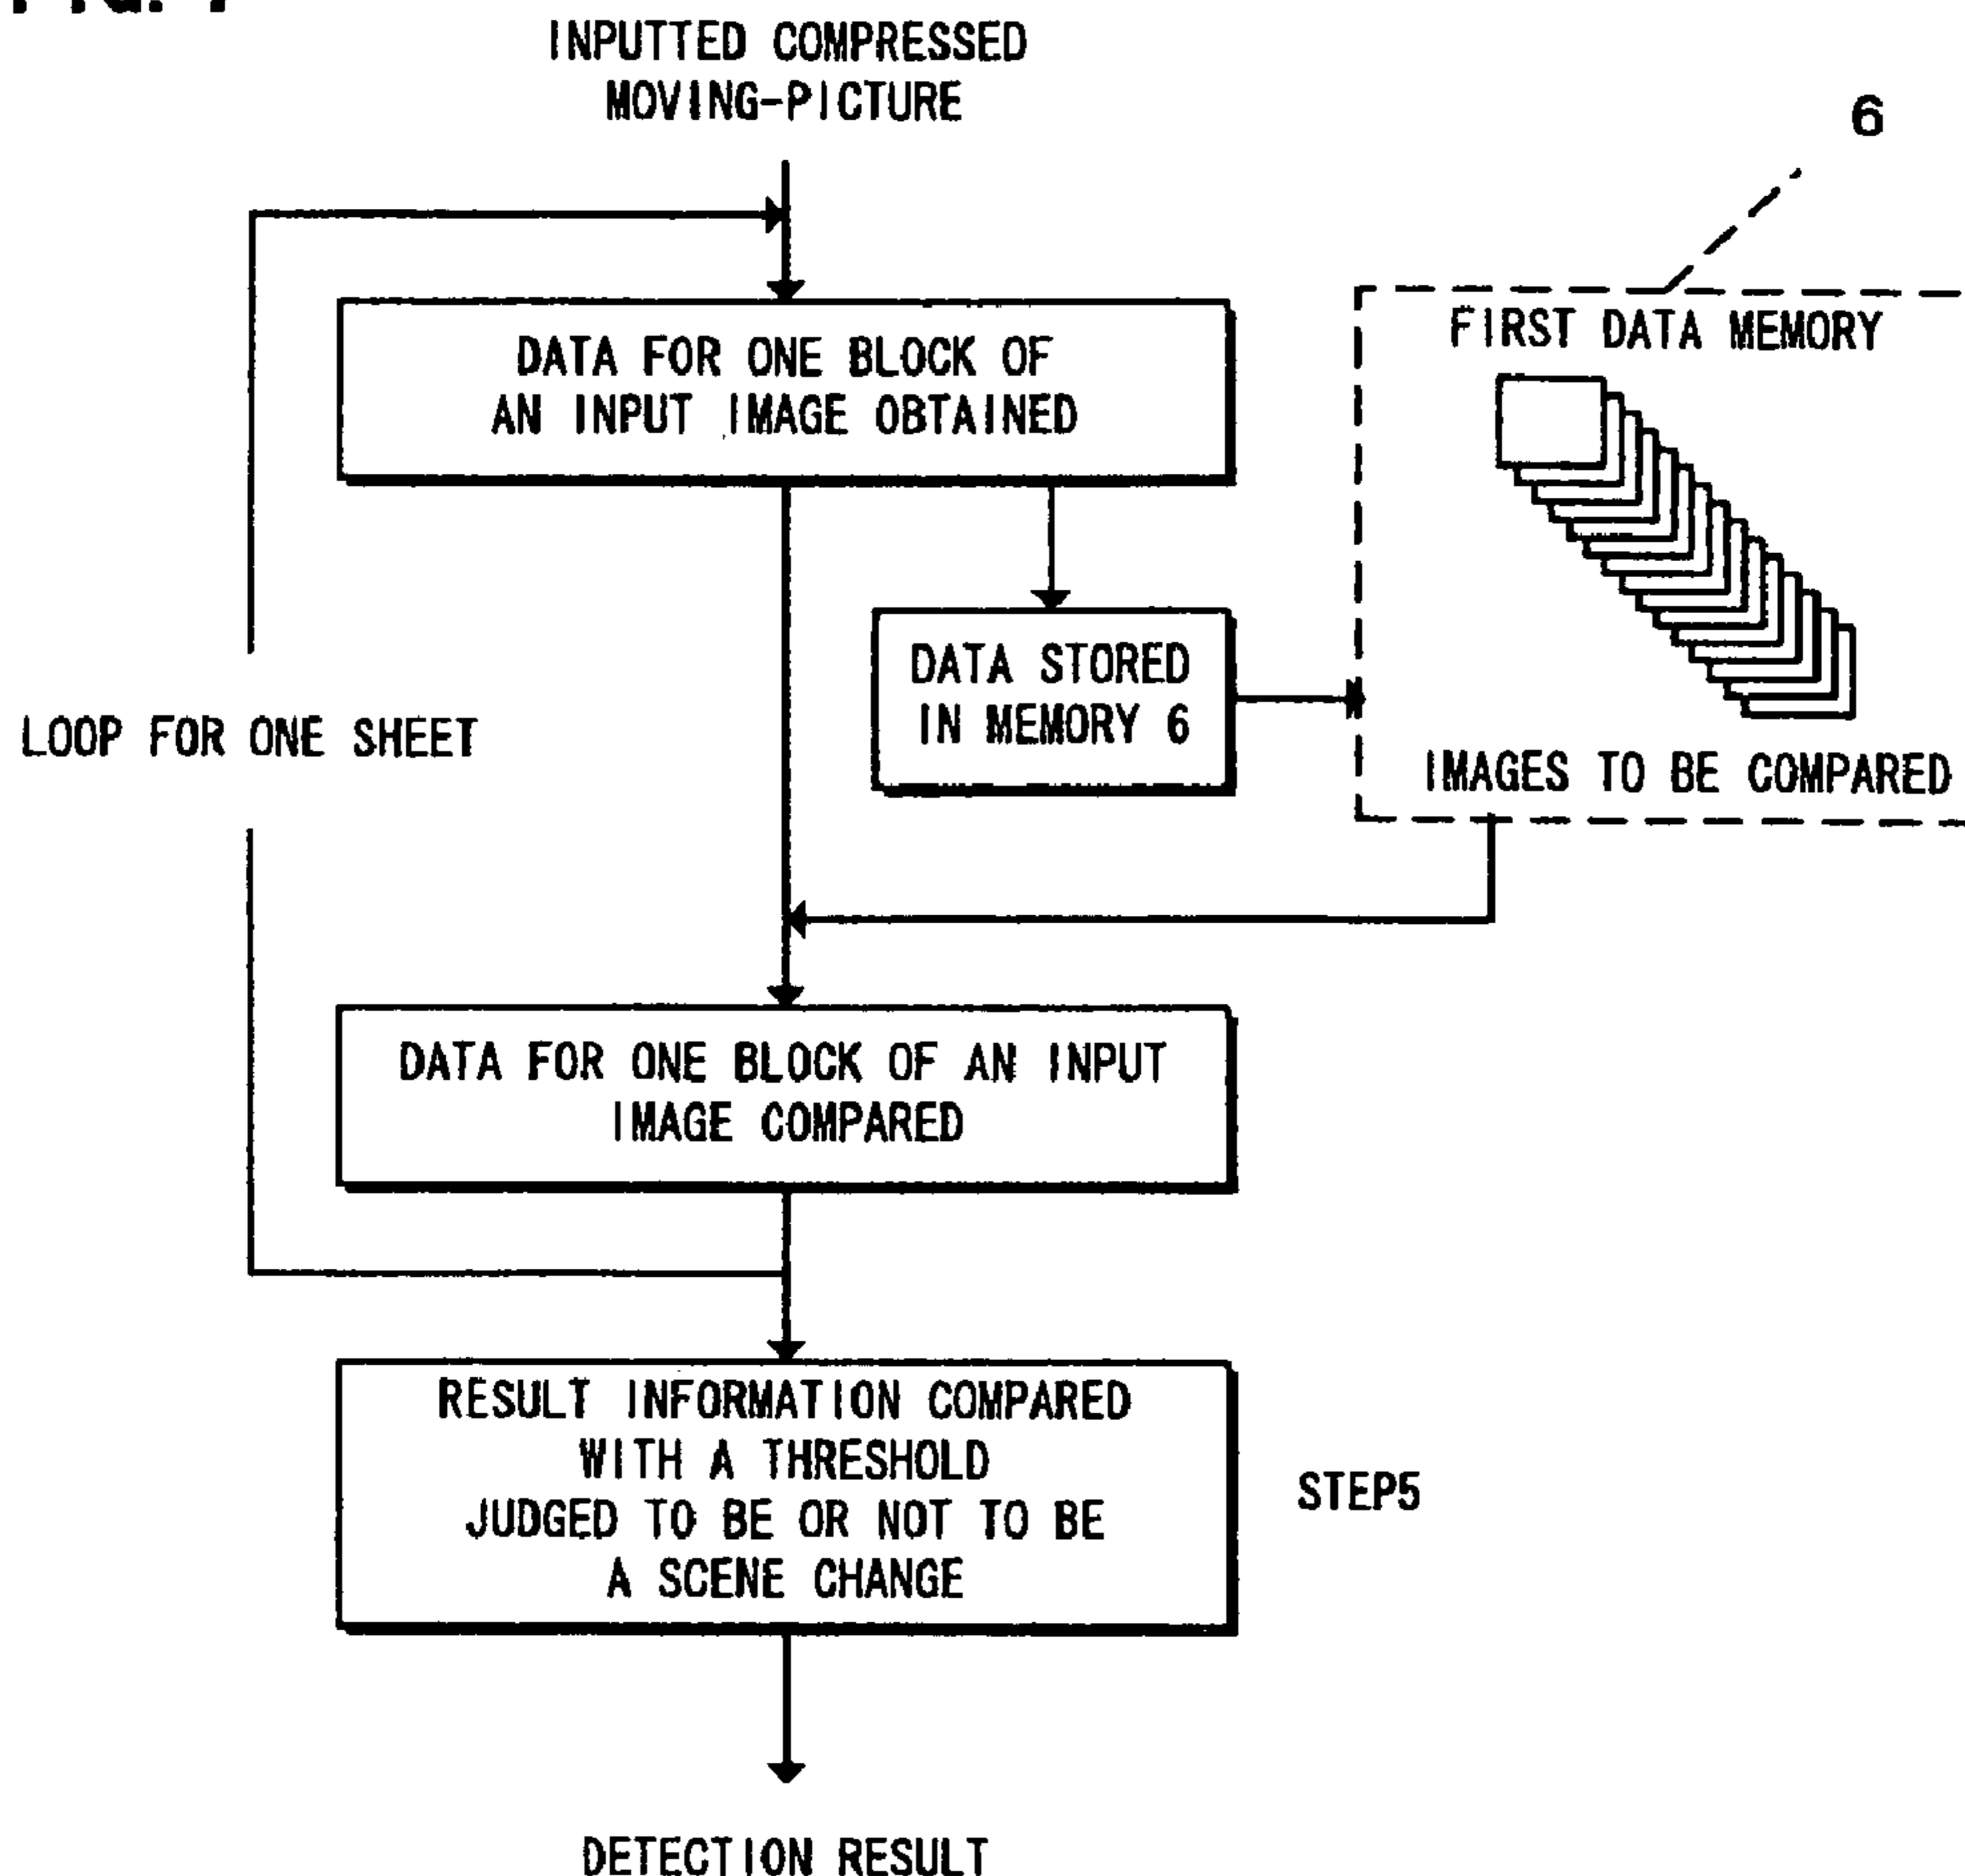 INPUTTED COMPRESSED
MOVING-PICTURE
6
DATA FOR ONE BLOCK OF
AN INPUT IMAGE OBTAINED
FIRST DATA MEMORY
DATA STORED
IN MEMORY 6
LOOP FOR ONE SHEET
IMAGES TO BE COMPARED
DATA FOR ONE BLOCK OF AN INPUT
IMAGE COMPARED
RESULT INFORMATION COMPARED
WITH A THRESHOLD
JUDGED TO BE OR NOT TO BE
A SCENE CHANGE
STEP5
DETECTION RESULT